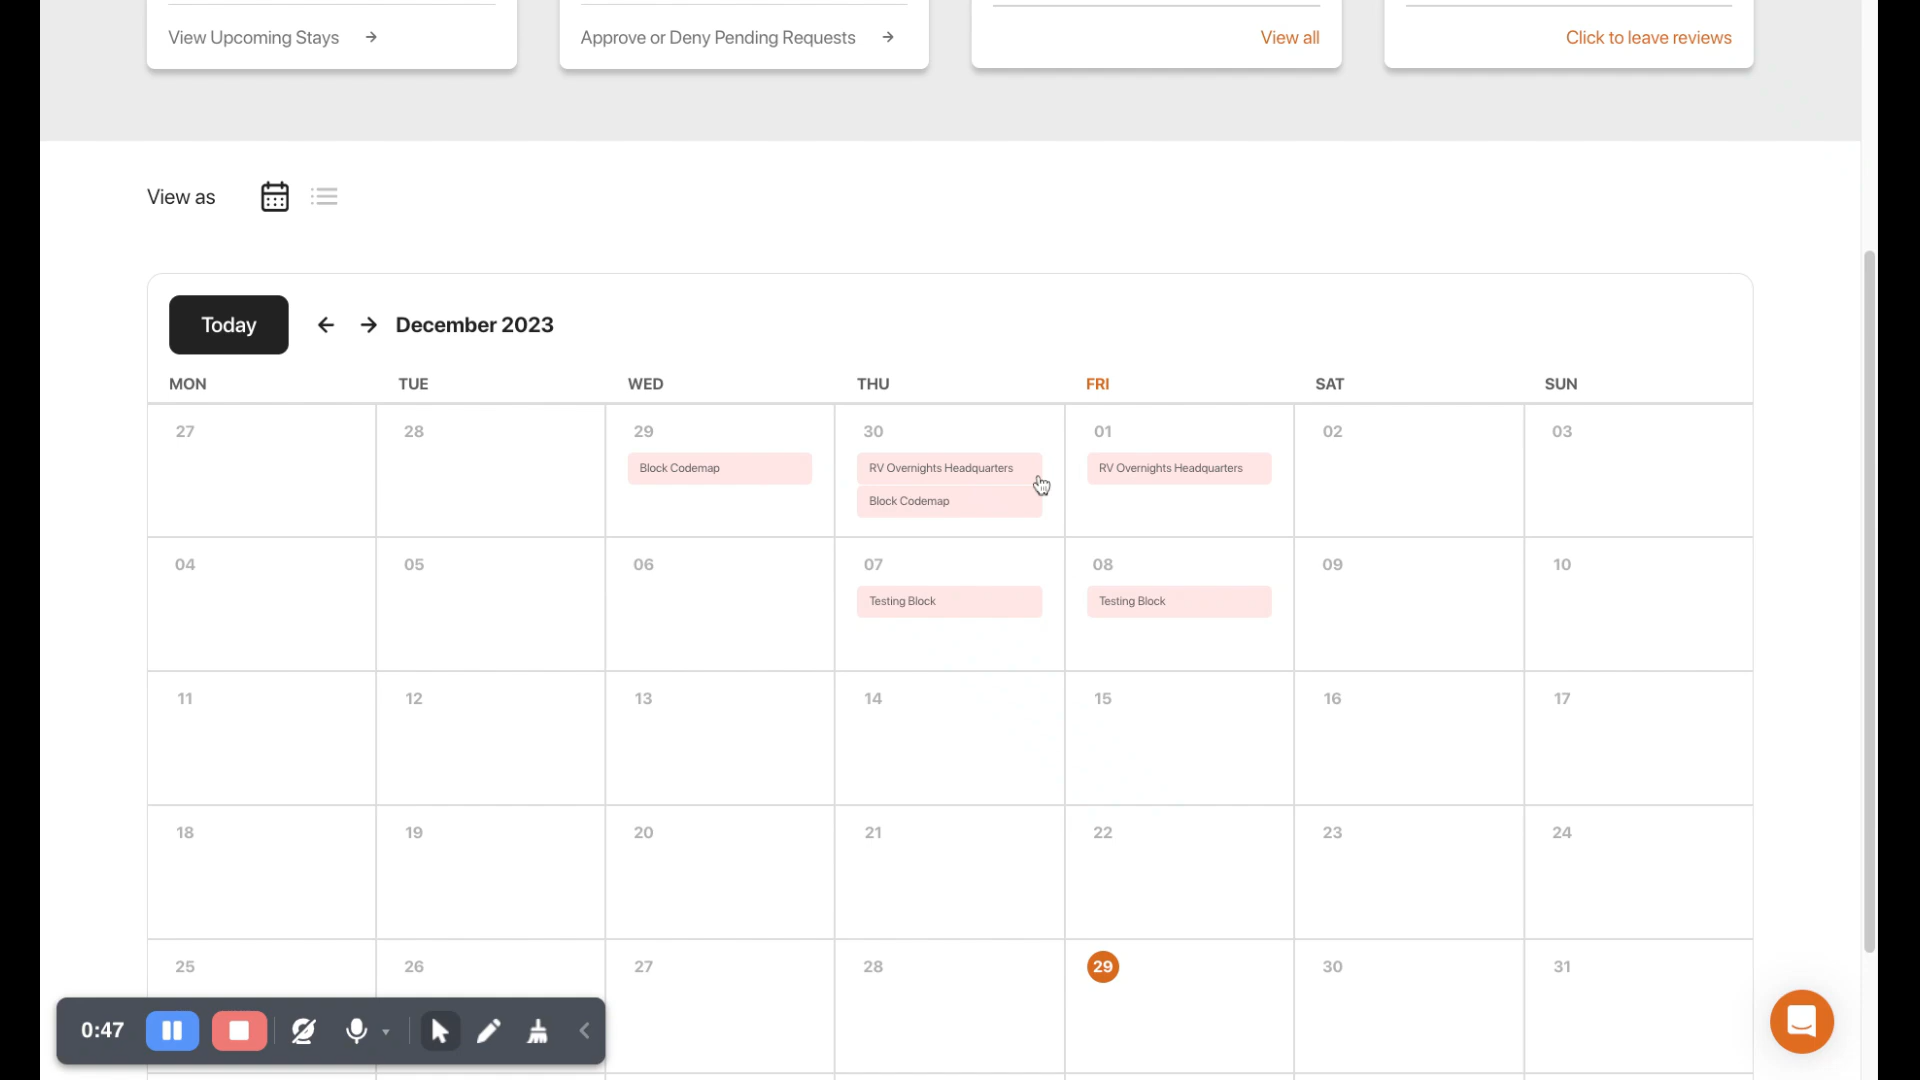 View Upcoming Stays →
Approve or Deny Pending Requests →
View all
Click to leave reviews
View as
Today ← → December 2023
MON TUE WED THU FRI SAT SUN
27 28 29 30 01 02 03
Block Codemap RV Overnights Headquarters RV Overnights Headquarters
Block Codemap
04 05 06 07 08 09 10
Testing Block Testing Block
11 12 13 14 15 16 17
18 19 20 21 22 23 24
25 26 27 28 29 30 31
0:47